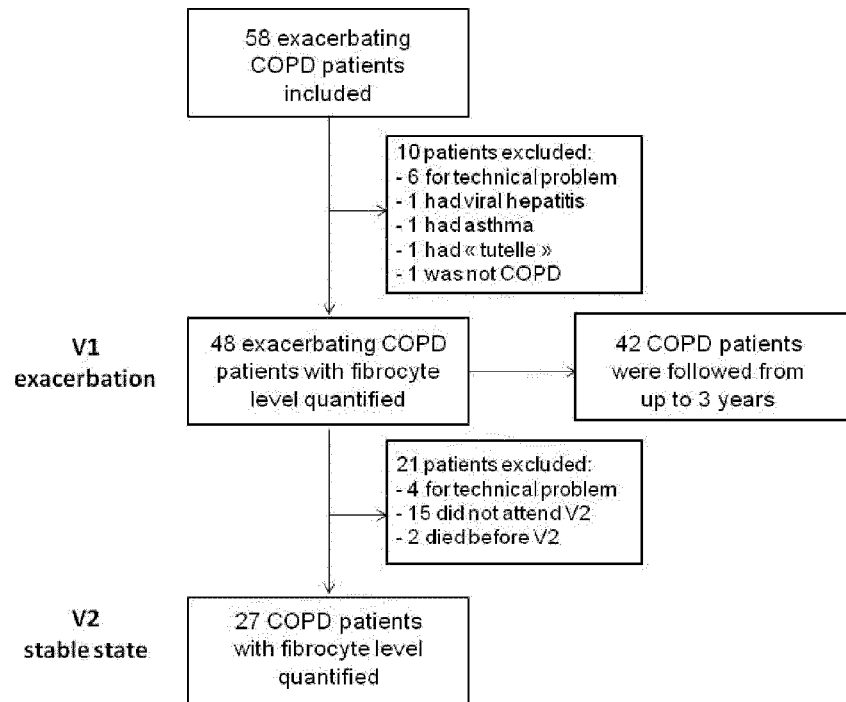 58 exacerbating
COPD patients
included
10 patients excluded:
- 6 for technical problem
- 1 had viral hepatitis
- 1 had asthma
- 1 had « tutelle »
- 1 was not COPD
V1
exacerbation
48 exacerbating COPD
patients with fibrocyte
level quantified
42 COPD patients
were followed from
up to 3 years
21 patients excluded:
- 4 for technical problem
- 15 did not attend V2
- 2 died before V2
V2
stable state
27 COPD patients
with fibrocyte level
quantified